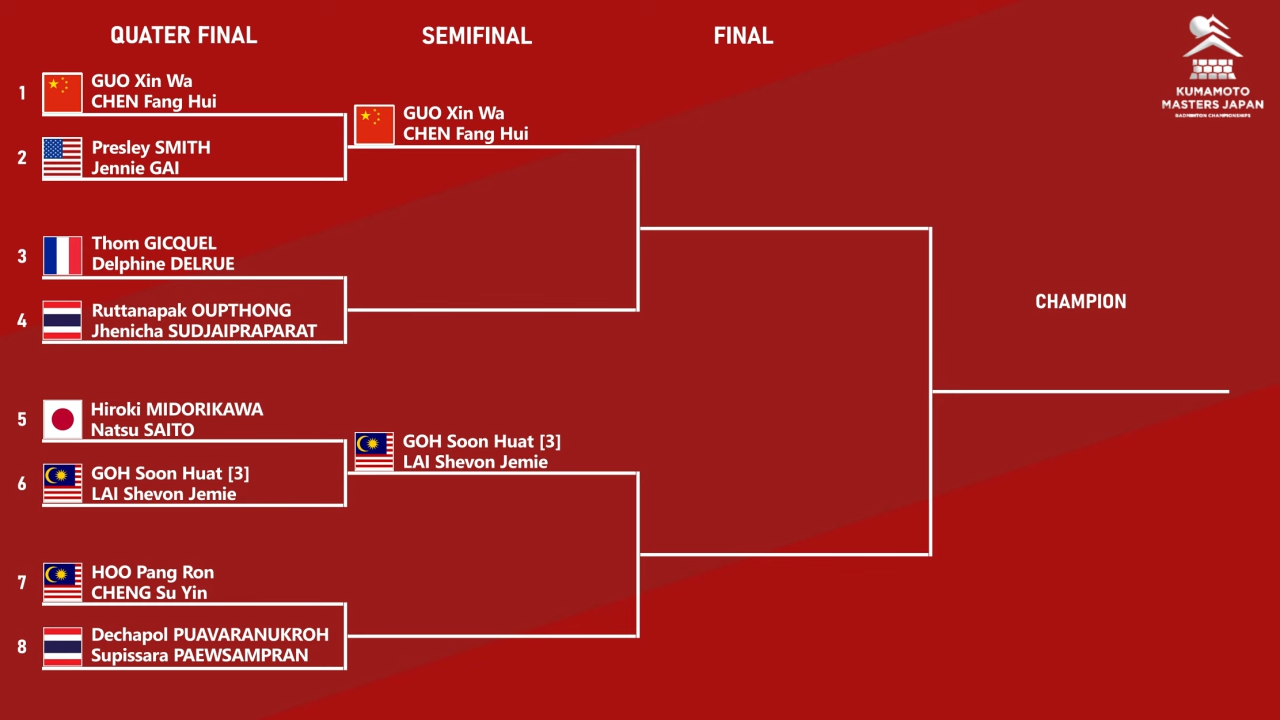 QUATER FINAL
SEMIFINAL
FINAL
KUMAMOTO
MASTERS JAPAN
BADMINTON CHAMPIONSHIPS
1
GUO Xin Wa
CHEN Fang Hui
2
Presley SMITH
Jennie GAI
3
Thom GICQUEL
Delphine DELRUE
4
Ruttanapak OUPTHONG
Jhenicha SUDJAIPRAPARAT
5
Hiroki MIDORIKAWA
Natsu SAITO
6
GOH Soon Huat [3]
LAI Shevon Jemie
7
HOO Pang Ron
CHENG Su Yin
8
Dechapol PUAVARANUKROH
Supissara PAEWSAMPRAN
GUO Xin Wa
CHEN Fang Hui
GOH Soon Huat [3]
LAI Shevon Jemie
CHAMPION